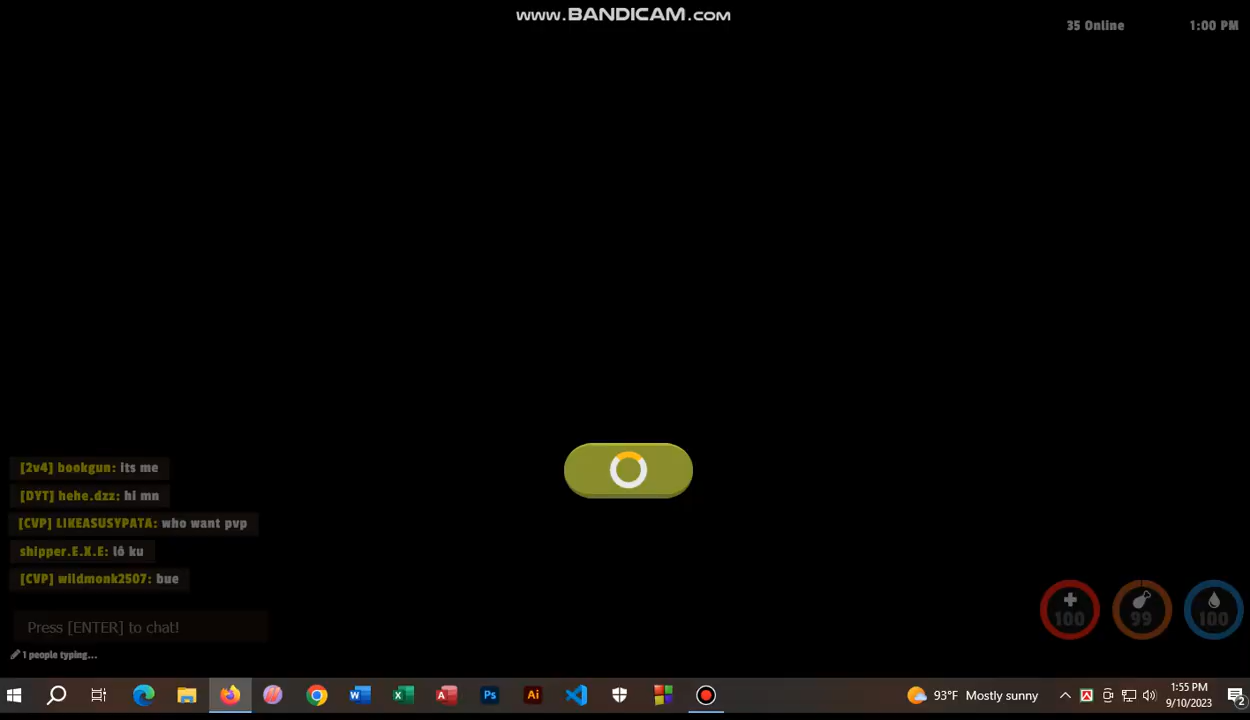 www.BANDICAM.com
35 Online
1:00 PM
[2v4] bookgun: its me
[DYT] hehe.dzz: hi mn
[CVP] LIKEASUSYPATA: who want pvp
shipper.E.X.E: lô ku
[CVP] wildmonk2507: bue
100
99
100
Press [ENTER] to chat!
1 people typing...
93°F Mostly sunny
1:55 PM
9/10/2023
2